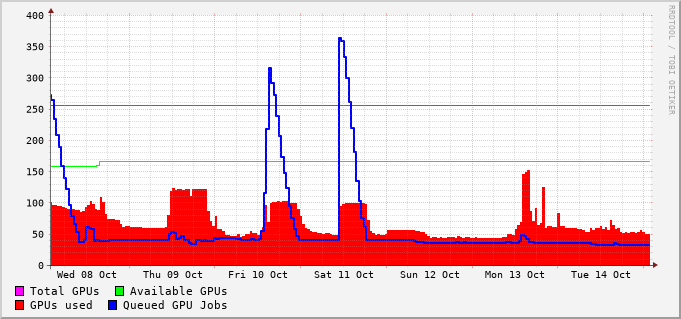 400
350
300
250
200
150
100
50
0
Wed 08 Oct Thu 09 Oct Fri 10 Oct Sat 11 Oct Sun 12 Oct Mon 13 Oct Tue 14 Oct
Total GPUs Available GPUs
GPUs used Queued GPU Jobs
RRDTOOL / TOBI OETIKER